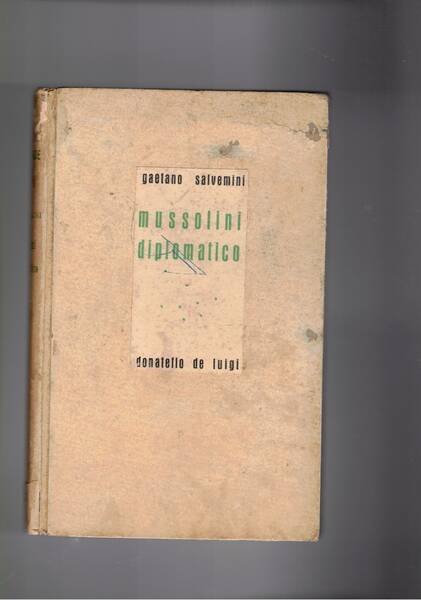 gaetano salvemini
mussolini
diplomatico
donatello de luigi